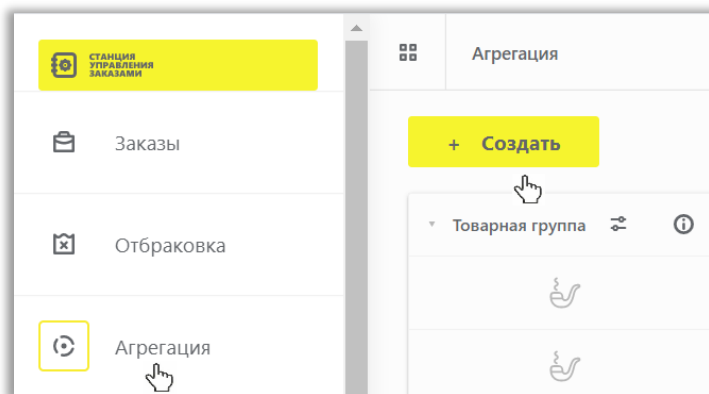 СТАНЦИЯ
УПРАВЛЕНИЯ
ЗАКАЗАМИ
Агрегация
Заказы
+ Создать
Отбраковка
Товарная группа
Агрегация